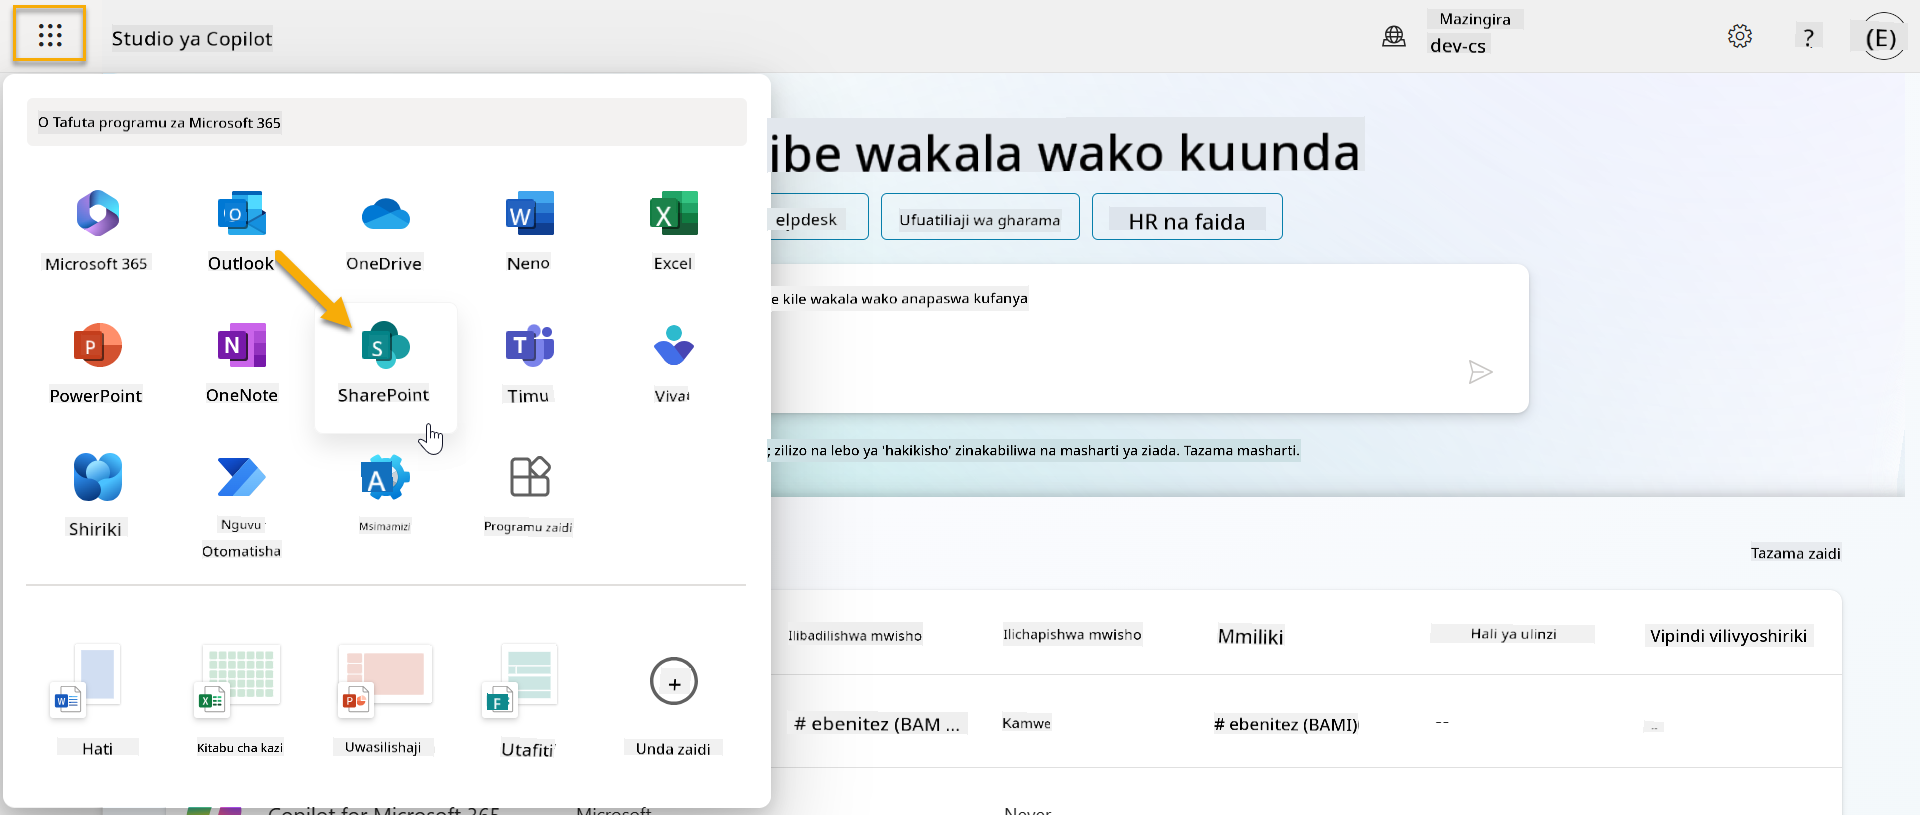 Studio ya Copilot
Mazingira
dev-cs
?
(E)
O Tafuta programu za Microsoft 365
ibe wakala wako kuunda
elpdesk
Ufuatiliaji wa gharama
HR na faida
Microsoft 365
Outlook
OneDrive
Neno
Excel
e kile wakala wako anapaswa kufanya
PowerPoint
OneNote
SharePoint
Timu
; zilizo na lebo ya 'hakikisho' zinakabiliwa na masharti ya ziada. Tazama masharti.
Shiriki
Nguvu
Otomatisha
Msimamizi
Programu zaidi
Tazama zaidi
Ilibadilishwa mwisho
Ilichapishwa mwisho
Mmiliki
Hali ya ulinzi
Vipindi vilivyoshiriki
# ebenitez (BAM ...
Kamwe
# ebenitez (BAMI)
--
--
Hati
Kitabu cha kazi
Uwasilishaji
Utafiti
Unda zaidi
Copilot for Microsoft 365
Microsoft
Never